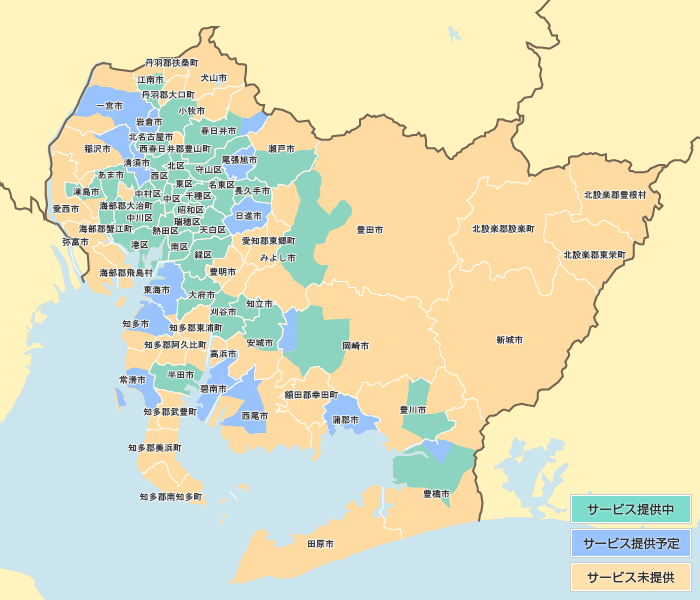 丹羽郡扶桑町
江南市
犬山市
丹羽郡大口町
一宮市
小牧市
岩倉市
春日井市
北名古屋市
稲沢市
西春日井郡豊山町
瀬戸市
清須市
北区
守山区
尾張旭市
あま市
西区
東区
名東区
津島市
中村区
中区
千種区
長久手市
愛西市
海部郡大治町
昭和区
日進市
中川区
瑞穂区
海部郡蟹江町
熱田区
天白区
弥富市
港区
南区
緑区
愛知郡東郷町
みよし市
豊田市
海部郡飛島村
豊明市
東海市
大府市
知立市
刈谷市
知多市
知多郡東浦町
安城市
岡崎市
知多郡阿久比町
高浜市
常滑市
半田市
碧南市
知多郡武豊町
西尾市
額田郡幸田町
蒲郡市
豊川市
知多郡美浜町
知多郡南知多町
豊橋市
田原市
新城市
北設楽郡豊根村
北設楽郡設楽町
北設楽郡東栄町
サービス提供中
サービス提供予定
サービス未提供